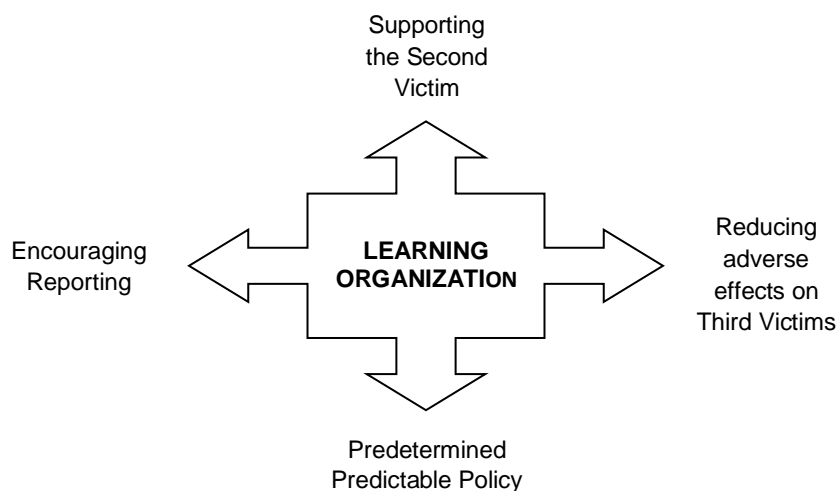 Supporting
the Second
Victim
Encouraging
Reporting
LEARNING
ORGANIZATION
Reducing
adverse
effects on
Third Victims
Predetermined
Predictable Policy